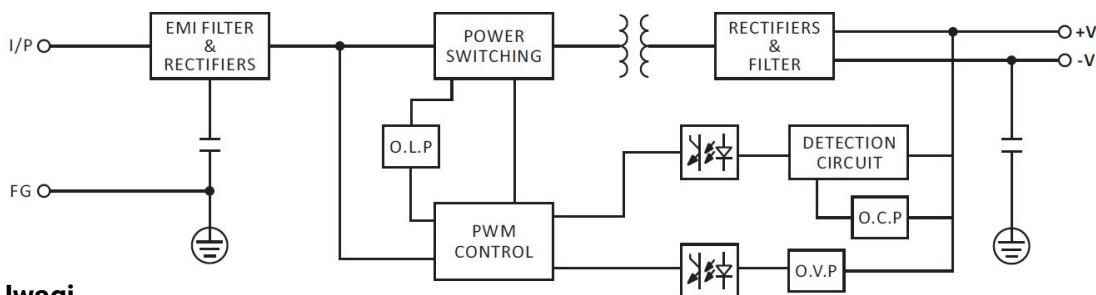 I/P
EMI FILTER
&
RECTIFIERS
POWER
SWITCHING
RECTIFIERS
&
FILTER
+V
-V
O.L.P
DETECTION
CIRCUIT
FG
PWM
CONTROL
O.C.P
O.V.P